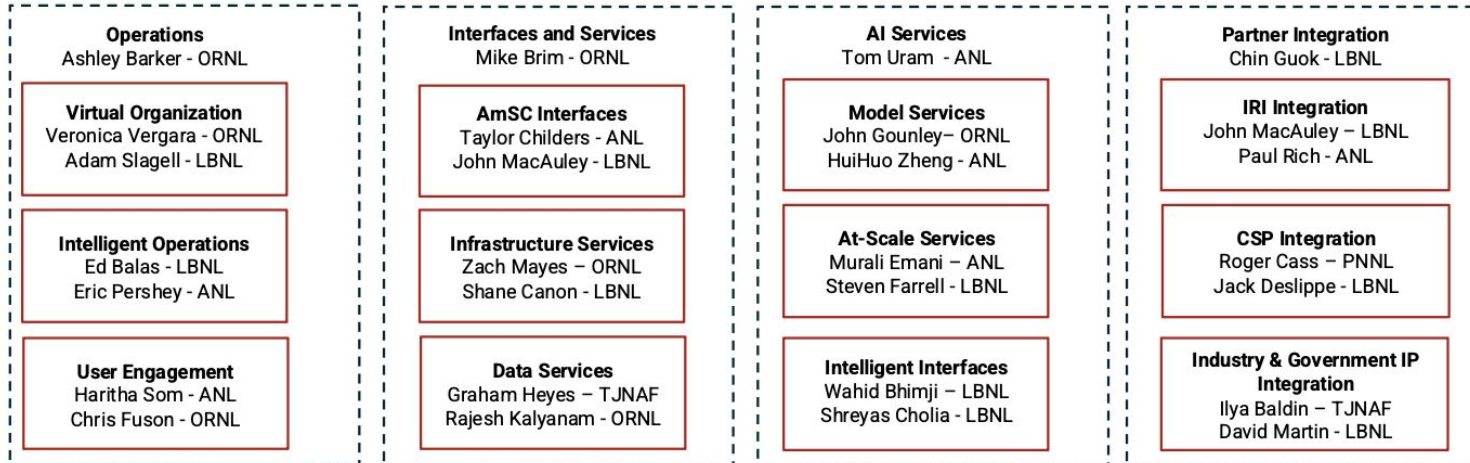 Operations
Ashley Barker - ORNL
Virtual Organization
Veronica Vergara - ORNL
Adam Slagell - LBNL
Intelligent Operations
Ed Balas - LBNL
Eric Pershey - ANL
User Engagement
Haritha Som - ANL
Chris Fuson - ORNL
Interfaces and Services
Mike Brim - ORNL
AmSC Interfaces
Taylor Childers - ANL
John MacAuley - LBNL
Infrastructure Services
Zach Mayes – ORNL
Shane Canon - LBNL
Data Services
Graham Heyes – TJNAF
Rajesh Kalyanam - ORNL
AI Services
Tom Uram  - ANL
Model Services
John Gounley– ORNL
HuiHuo Zheng - ANL
At-Scale Services
Murali Emani – ANL
Steven Farrell - LBNL
Intelligent Interfaces
Wahid Bhimji – LBNL
Shreyas Cholia - LBNL
Partner Integration
Chin Guok - LBNL
IRI Integration
John MacAuley – LBNL
Paul Rich - ANL
CSP Integration
Roger Cass – PNNL
Jack Deslippe - LBNL
Industry & Government IP
Integration
Ilya Baldin – TJNAF
David Martin - LBNL